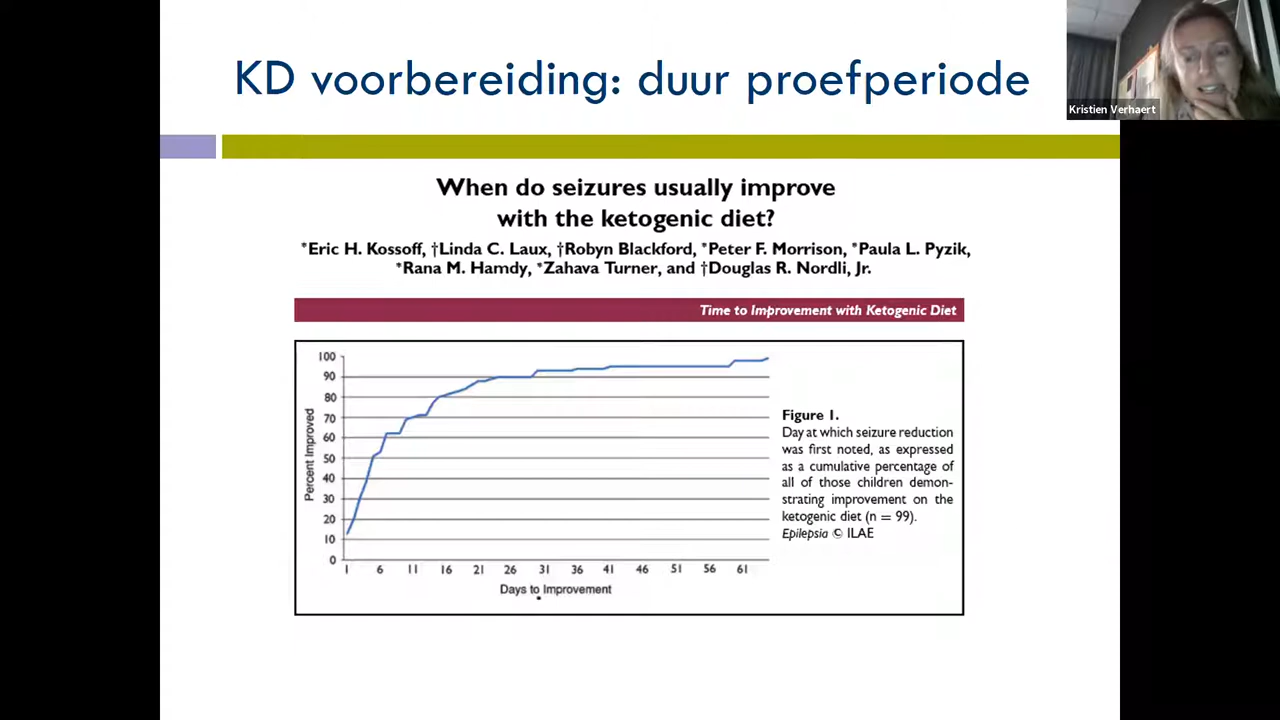 KD voorbereiding: duur proefperiode
Kristien Verhaert
When do seizures usually improve
with the ketogenic diet?
*Eric H. Kossoff, †Linda C. Laux, †Robyn Blackford, *Peter F. Morrison, *Paula L. Pyzik,
*Rana M. Hamdy, *Zahava Turner, and †Douglas R. Nordli, Jr.
Time to Improvement with Ketogenic Diet
100
90
80
70
60
50
40
30
20
10
0
Percent Improved
1 6 11 16 21 26 31 36 41 46 51 56 61
Days to Improvement
Figure 1.
Day at which seizure reduction
was first noted, as expressed
as a cumulative percentage of
all of those children demon-
strating improvement on the
ketogenic diet (n = 99).
Epilepsia © ILAE